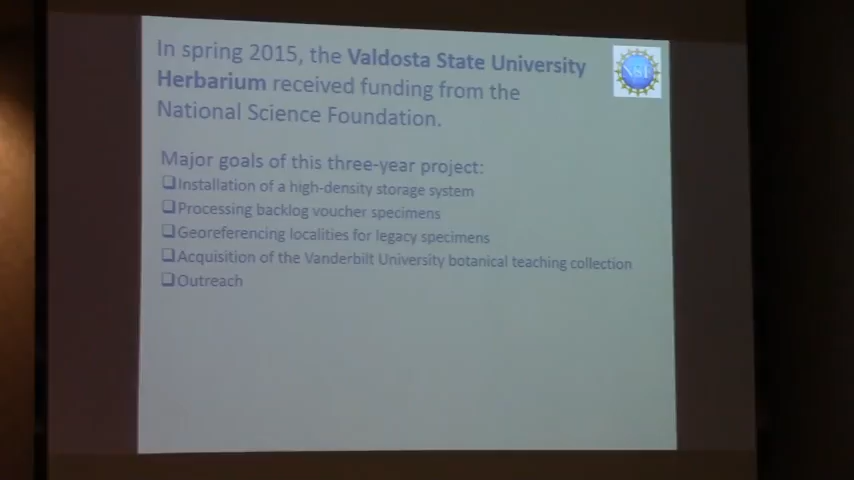 In spring 2015, the Valdosta State University
Herbarium received funding from the
National Science Foundation.
NSF
Major goals of this three-year project:
❑Installation of a high-density storage system
❑Processing backlog voucher specimens
❑Georeferencing localities for legacy specimens
❑Acquisition of the Vanderbilt University botanical teaching collection
❑Outreach